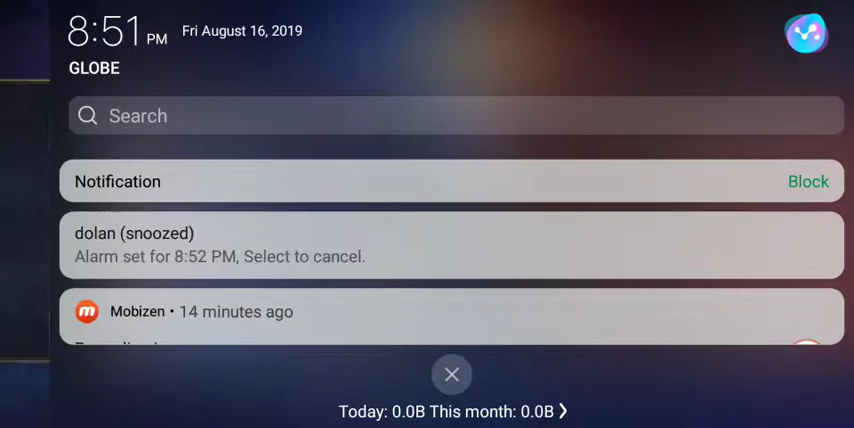 8:51 PM Fri August 16, 2019
GLOBE
Search
Notification Block
dolan (snoozed)
Alarm set for 8:52 PM, Select to cancel.
m Mobizen • 14 minutes ago
Today: 0.0B This month: 0.0B